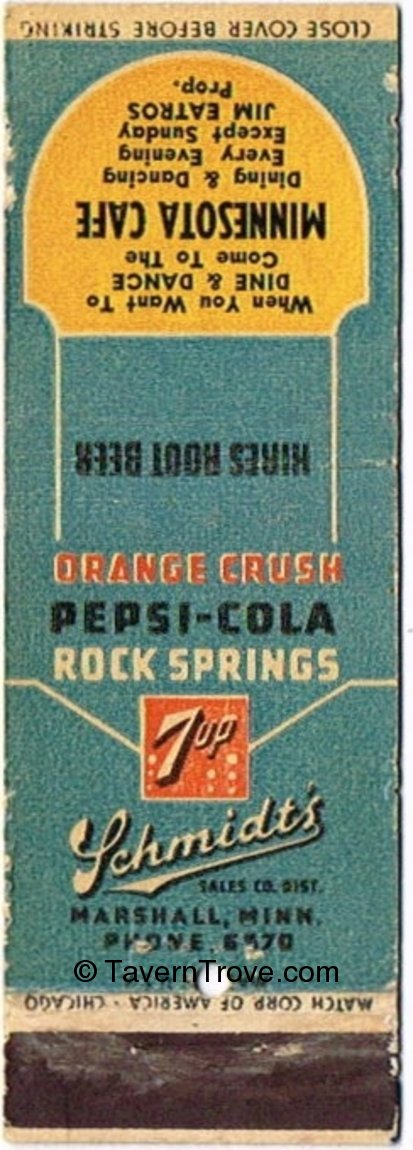 CLOSE COVER BEFORE STRIKING
When You Want To
DINE & DANCE
Come To The
MINNESOTA CAFE
Dining & Dancing
Every Evening
Except Sunday
JIM EATROS
Prop.
HIRES ROOT BEER
ORANGE CRUSH
PEPSI-COLA
ROCK SPRINGS
7up
Schmidt's
SALES CO. DIST.
MARSHALL, MINN.
PHONE 6570
© TavernTrove.com
MATCH CORP OF AMERICA - CHICAGO